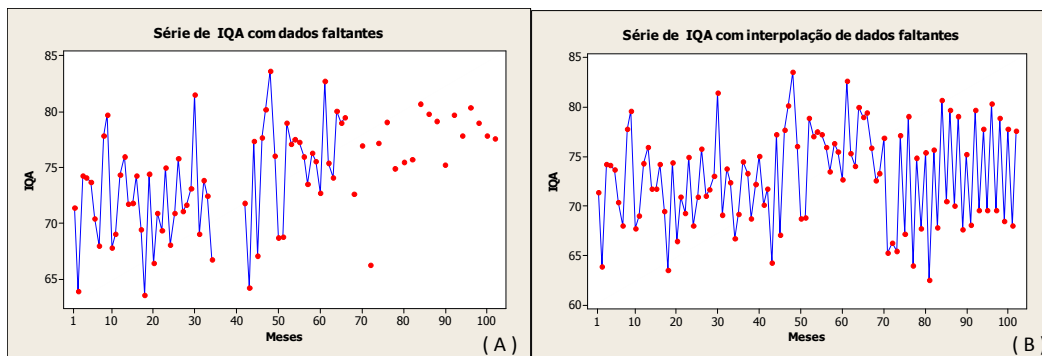 Série de IQA com dados faltantes
85
80
75
70
65
IQA
1 10 20 30 40 50 60 70 80 90 100
Meses
( A )
Série de IQA com interpolação de dados faltantes
85
80
75
70
65
60
IQA
1 10 20 30 40 50 60 70 80 90 100
Meses
( B )